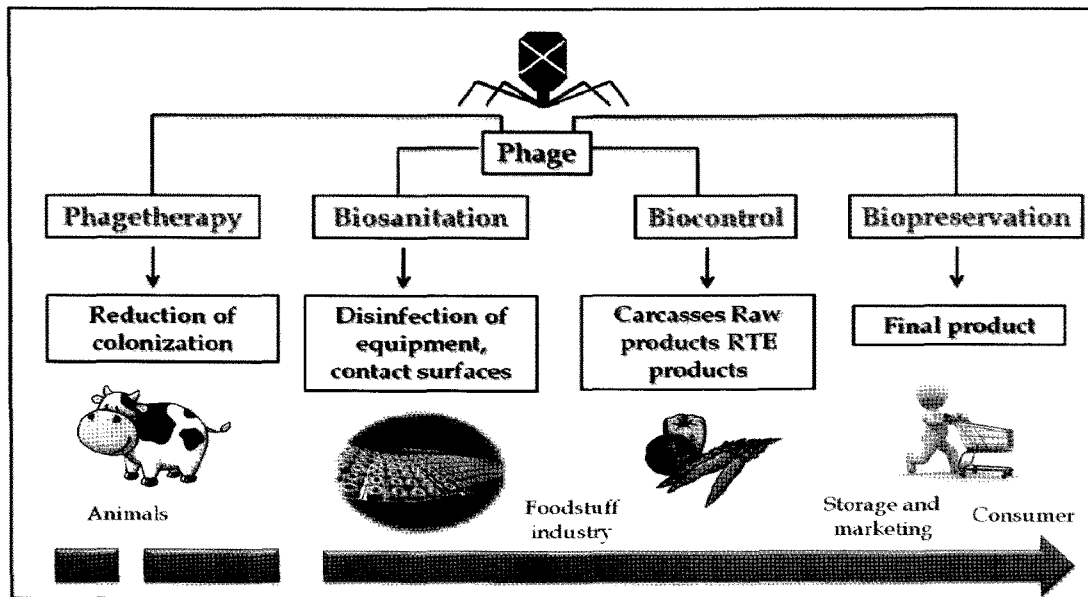 Phage
Phagetherapy
Biosanitation
Biocontrol
Biopreservation
Reduction of
colonization
Disinfection of
equipment,
contact surfaces
Carcasses Raw
products RTE
products
Final product
Animals
Foodstuff
industry
Storage and
marketing
Consumer